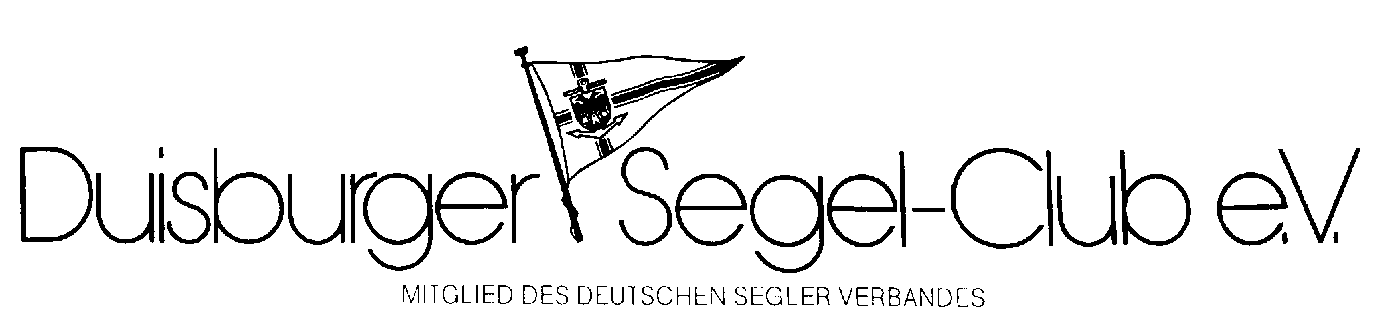 Duisburger Segel-Club e.V.
MITGLIED DES DEUTSCHEN SEGLER VERBANDES